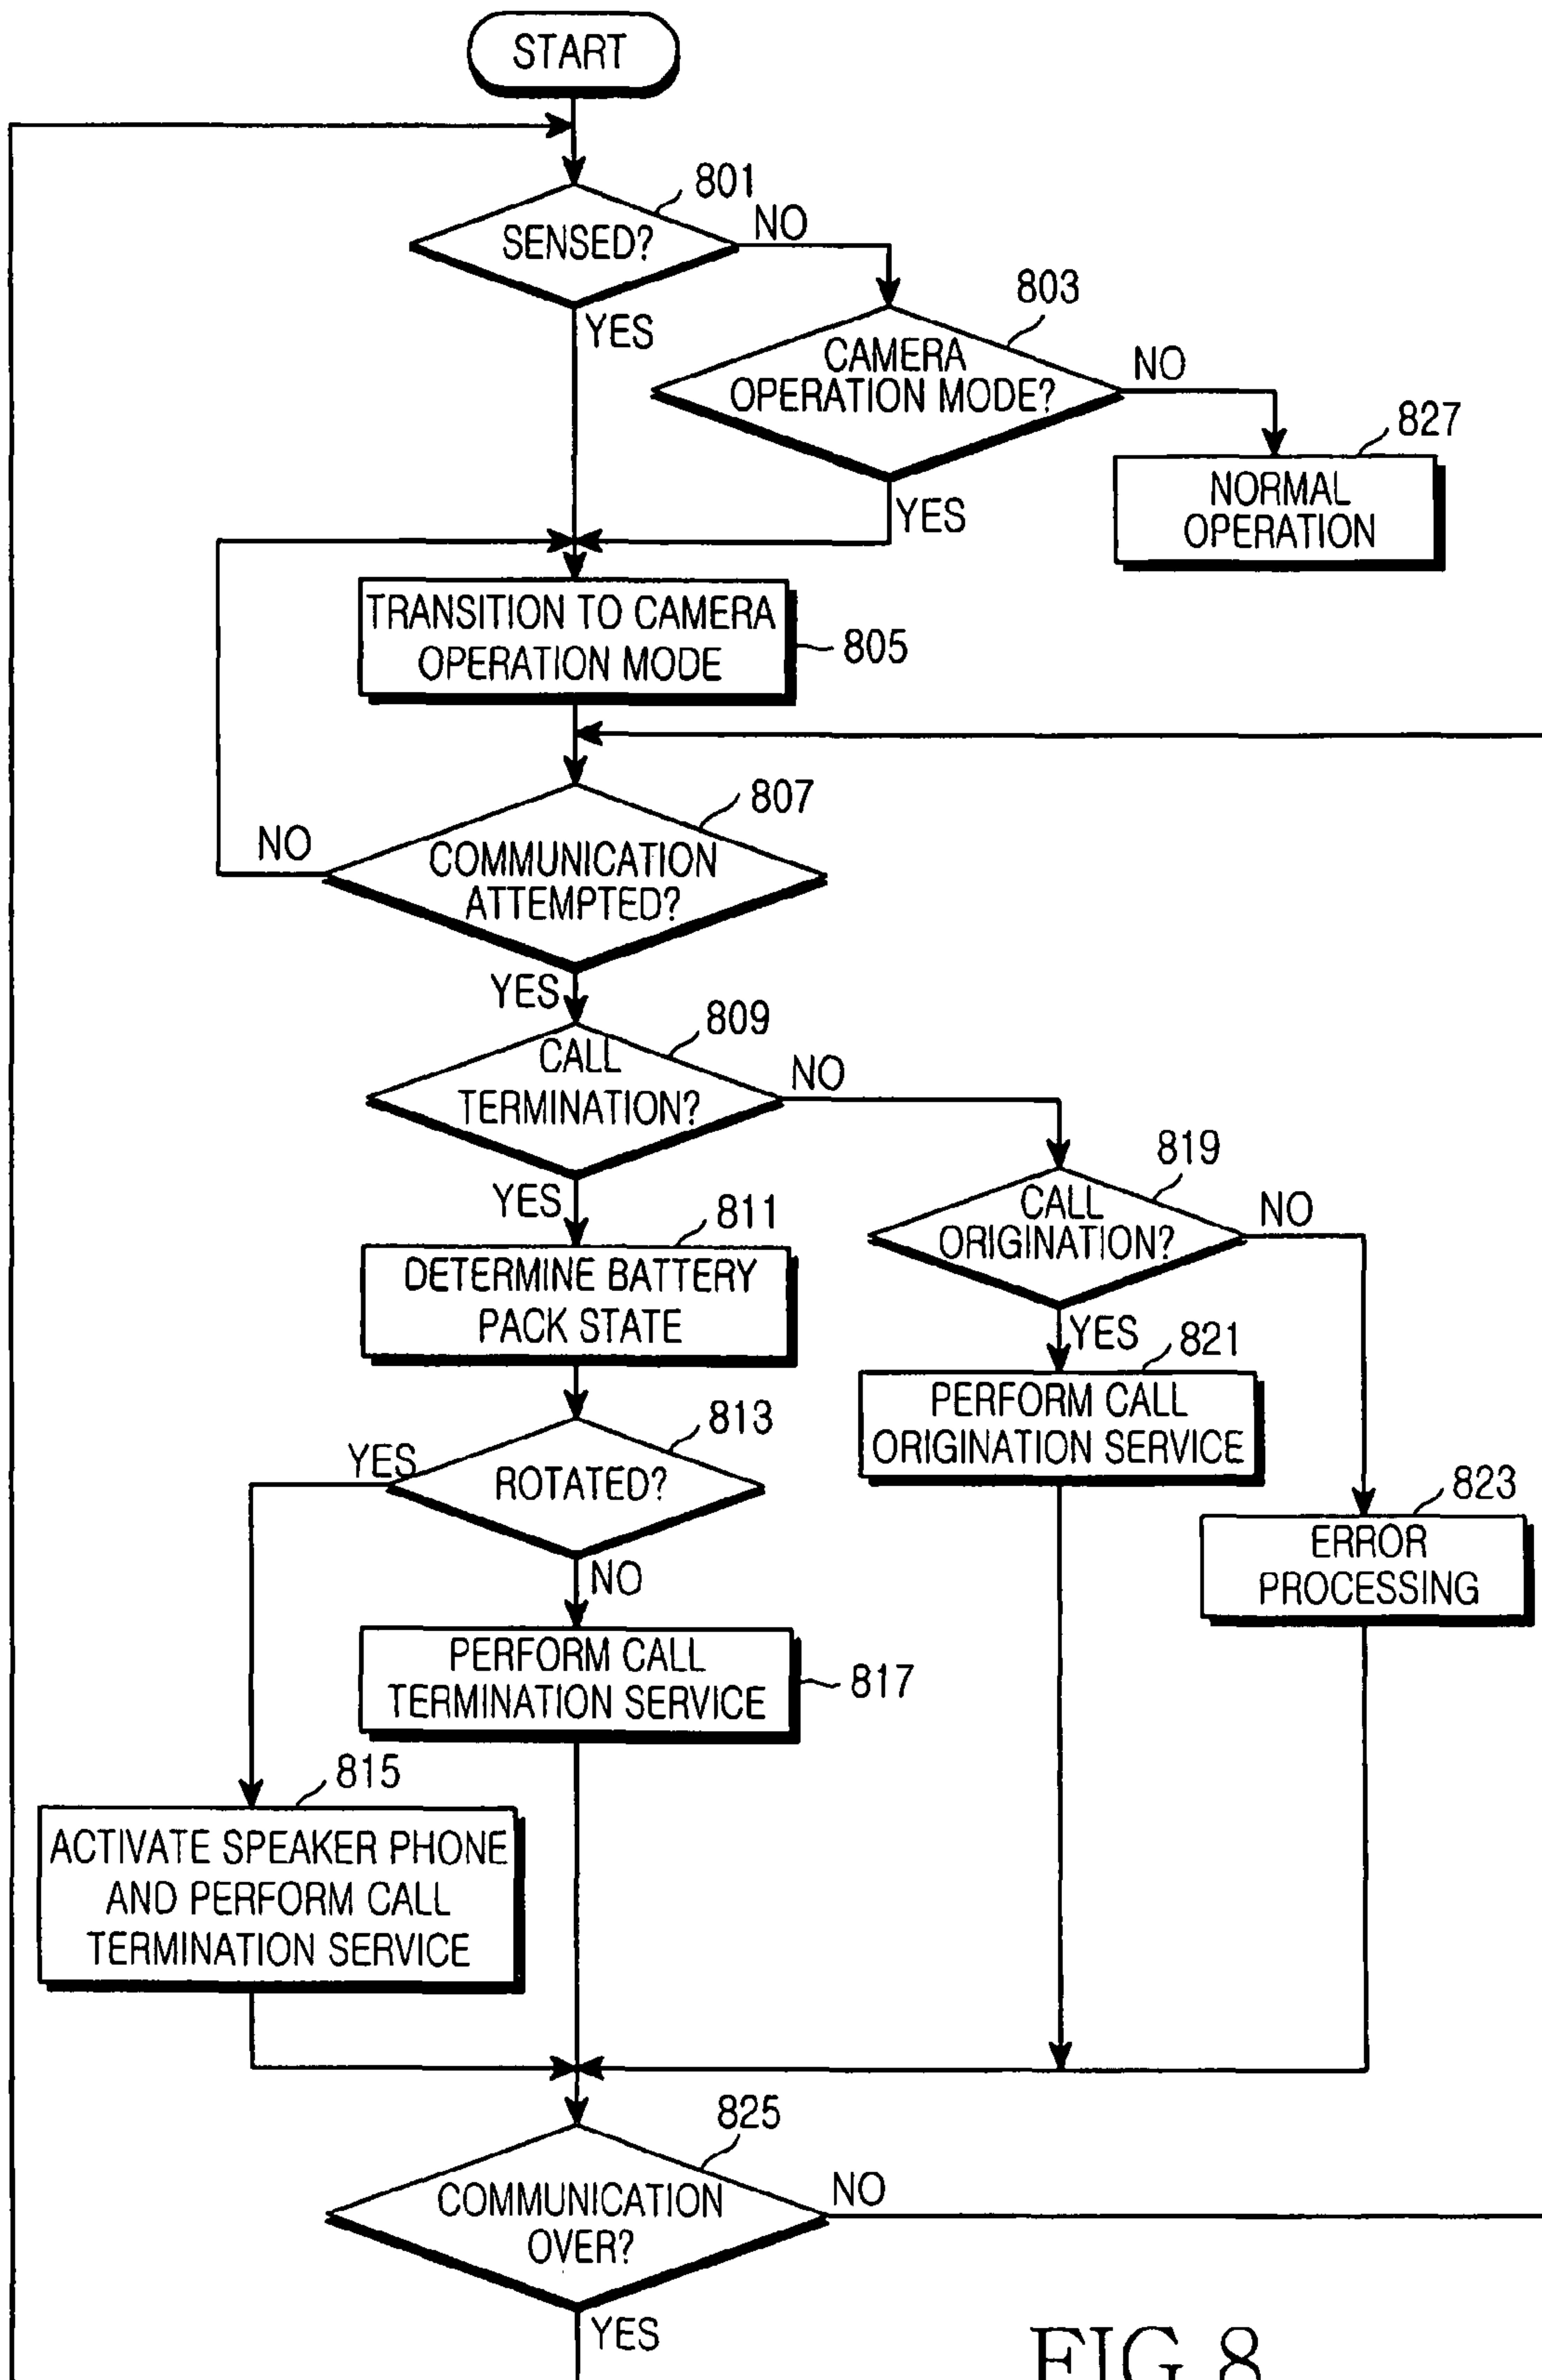 START
801
SENSED?
NO
YES
803
CAMERA
OPERATION MODE?
NO
YES
827
NORMAL
OPERATION
TRANSITION TO CAMERA
OPERATION MODE
805
807
COMMUNICATION
ATTEMPTED?
NO
YES
809
CALL
TERMINATION?
NO
YES
819
CALL
ORIGINATION?
NO
YES
811
DETERMINE BATTERY
PACK STATE
821
PERFORM CALL
ORIGINATION SERVICE
813
ROTATED?
YES
NO
823
ERROR
PROCESSING
PERFORM CALL
TERMINATION SERVICE
817
815
ACTIVATE SPEAKER PHONE
AND PERFORM CALL
TERMINATION SERVICE
825
COMMUNICATION
OVER?
NO
YES
FIG.8